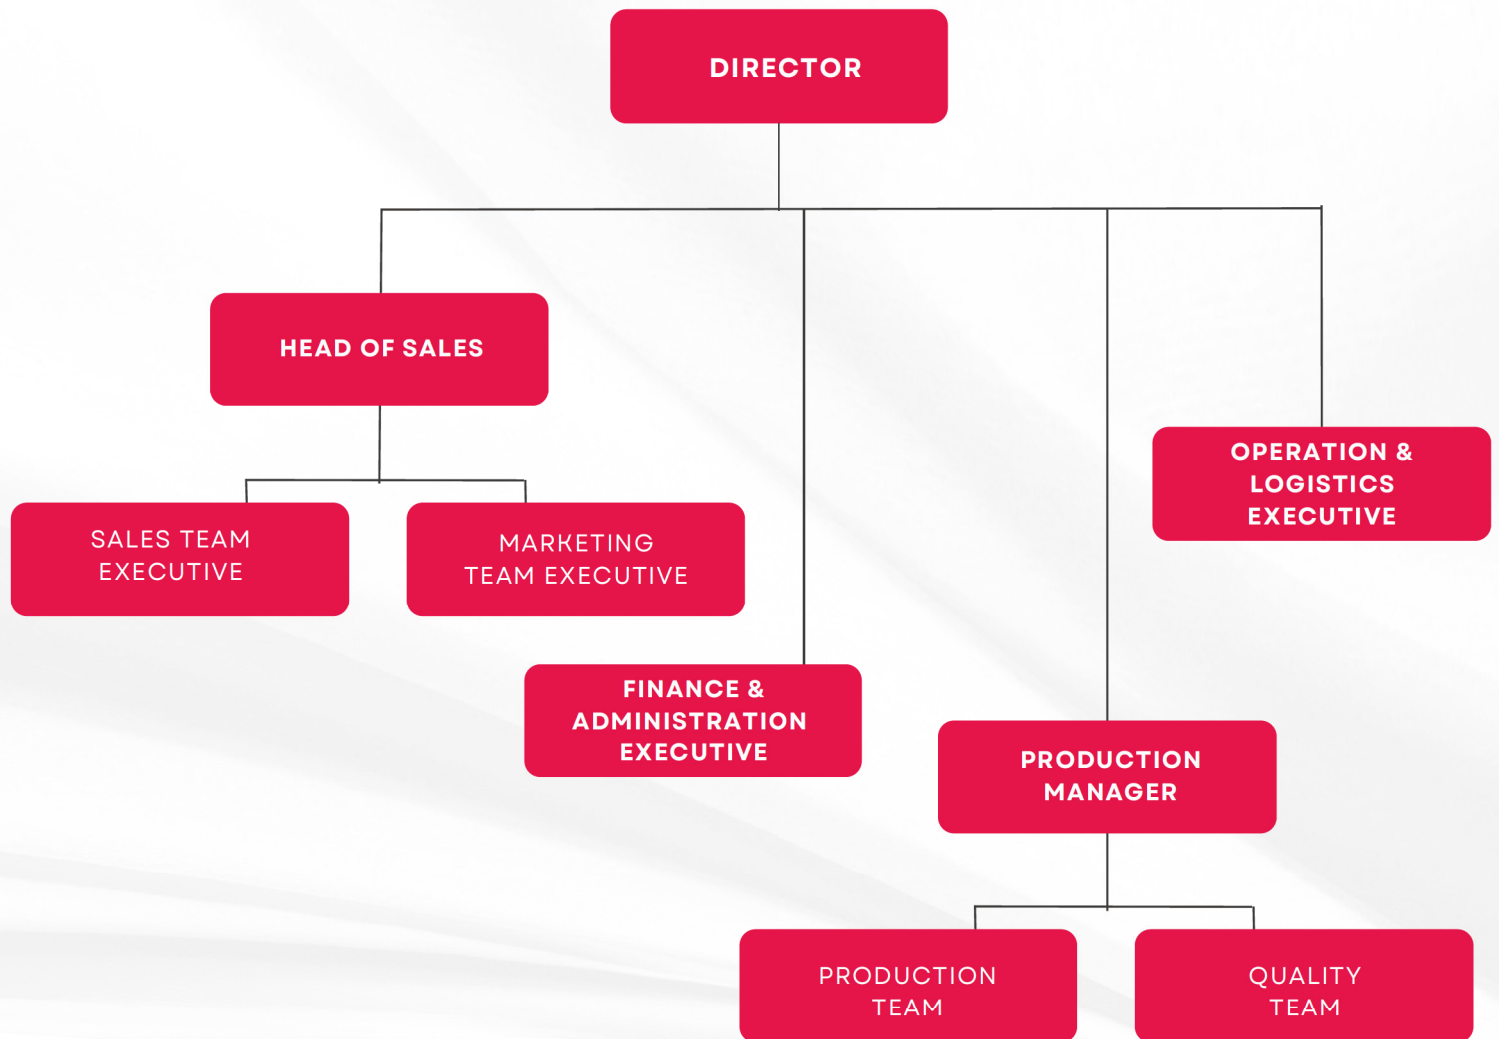 DIRECTOR
HEAD OF SALES
OPERATION &
LOGISTICS
EXECUTIVE
SALES TEAM
EXECUTIVE
MARKETING
TEAM EXECUTIVE
FINANCE &
ADMINISTRATION
EXECUTIVE
PRODUCTION
MANAGER
PRODUCTION
TEAM
QUALITY
TEAM